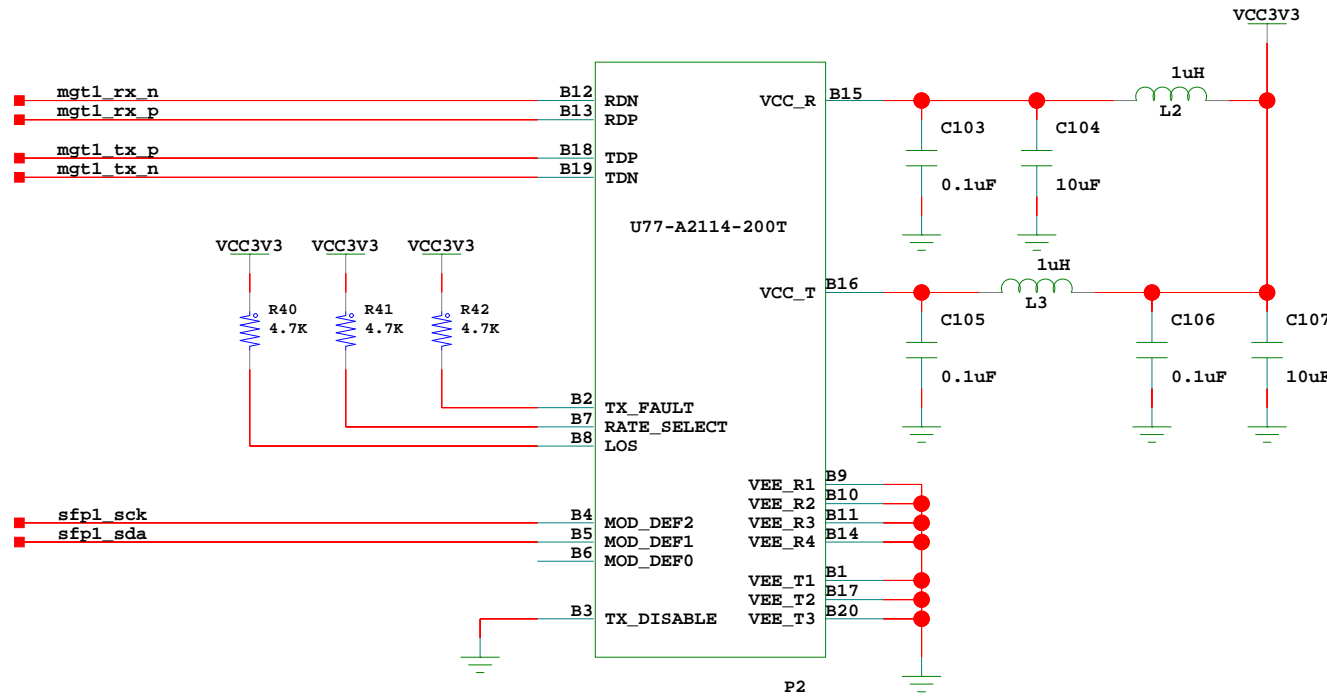 VCC3V3
mgt1_rx_n B12 RDN
mgt1_rx_p B13 RDP
mgt1_tx_p B18 TDP
mgt1_tx_n B19 TDN
VCC_R B15
1uH
L2
C103
0.1uF
C104
10uF
U77-A2114-200T
VCC3V3 VCC3V3 VCC3V3
R40
4.7K
R41
4.7K
R42
4.7K
VCC_T B16
1uH
L3
C105
0.1uF
C106
0.1uF
C107
10uF
B2 TX_FAULT
B7 RATE_SELECT
B8 LOS
sfp1_sck B4 MOD_DEF2
sfp1_sda B5 MOD_DEF1
B6 MOD_DEF0
B3 TX_DISABLE
VEE_R1 B9
VEE_R2 B10
VEE_R3 B11
VEE_R4 B14
VEE_T1 B1
VEE_T2 B17
VEE_T3 B20
P2